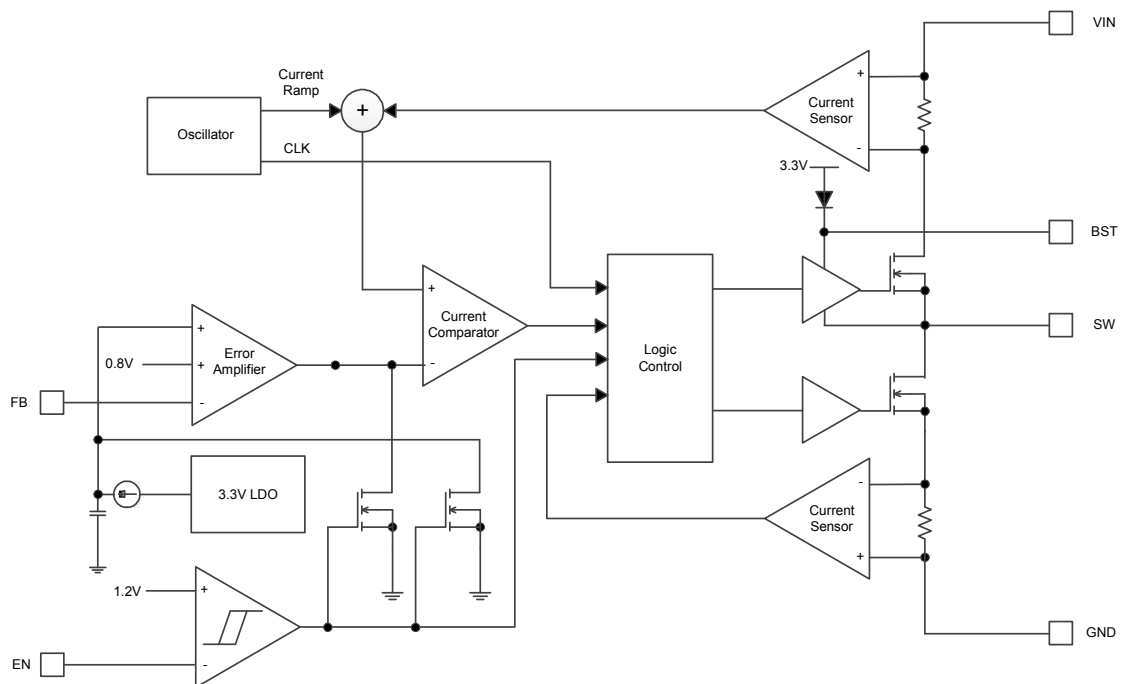 VIN
Current
Ramp
+
Current
Sensor
+
-
Oscillator
CLK
3.3V
BST
+
Current
Comparator
-
SW
Logic
Control
+
0.8V
+
Error
Amplifier
-
FB
3.3V LDO
-
Current
Sensor
+
1.2V
+
-
EN
GND